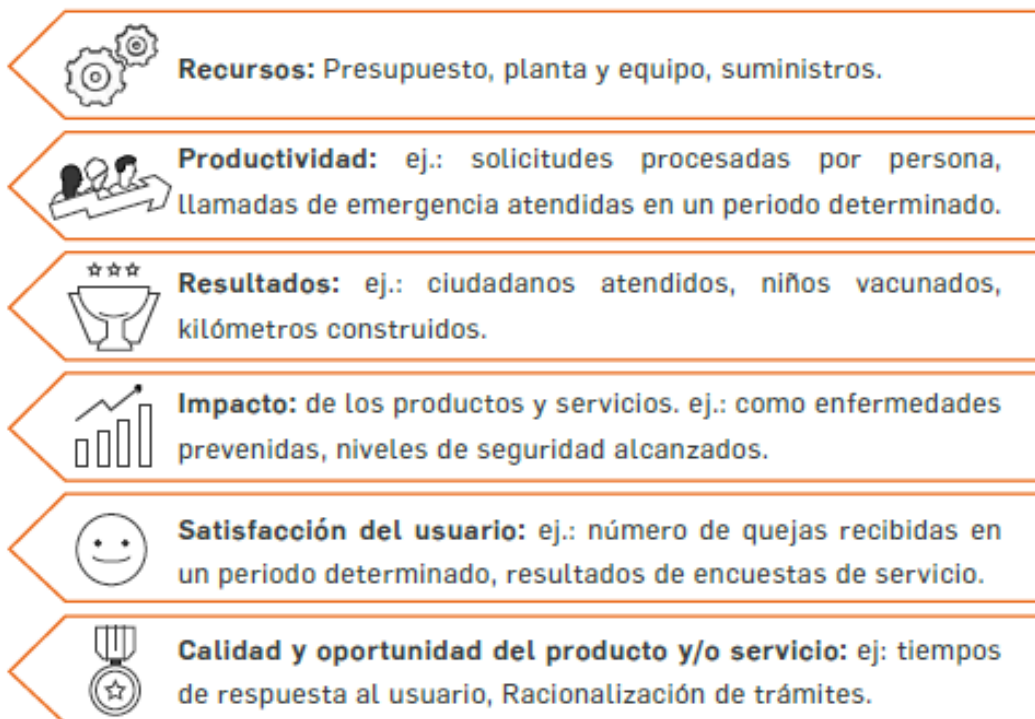 Recursos: Presupuesto, planta y equipo, suministros.
Productividad: ej.: solicitudes procesadas por persona,
llamadas de emergencia atendidas en un periodo determinado.
Resultados: ej.: ciudadanos atendidos, niños vacunados,
kilómetros construidos.
Impacto: de los productos y servicios. ej.: como enfermedades
prevenidas, niveles de seguridad alcanzados.
Satisfacción del usuario: ej.: número de quejas recibidas en
un periodo determinado, resultados de encuestas de servicio.
Calidad y oportunidad del producto y/o servicio: ej: tiempos
de respuesta al usuario, Racionalización de trámites.